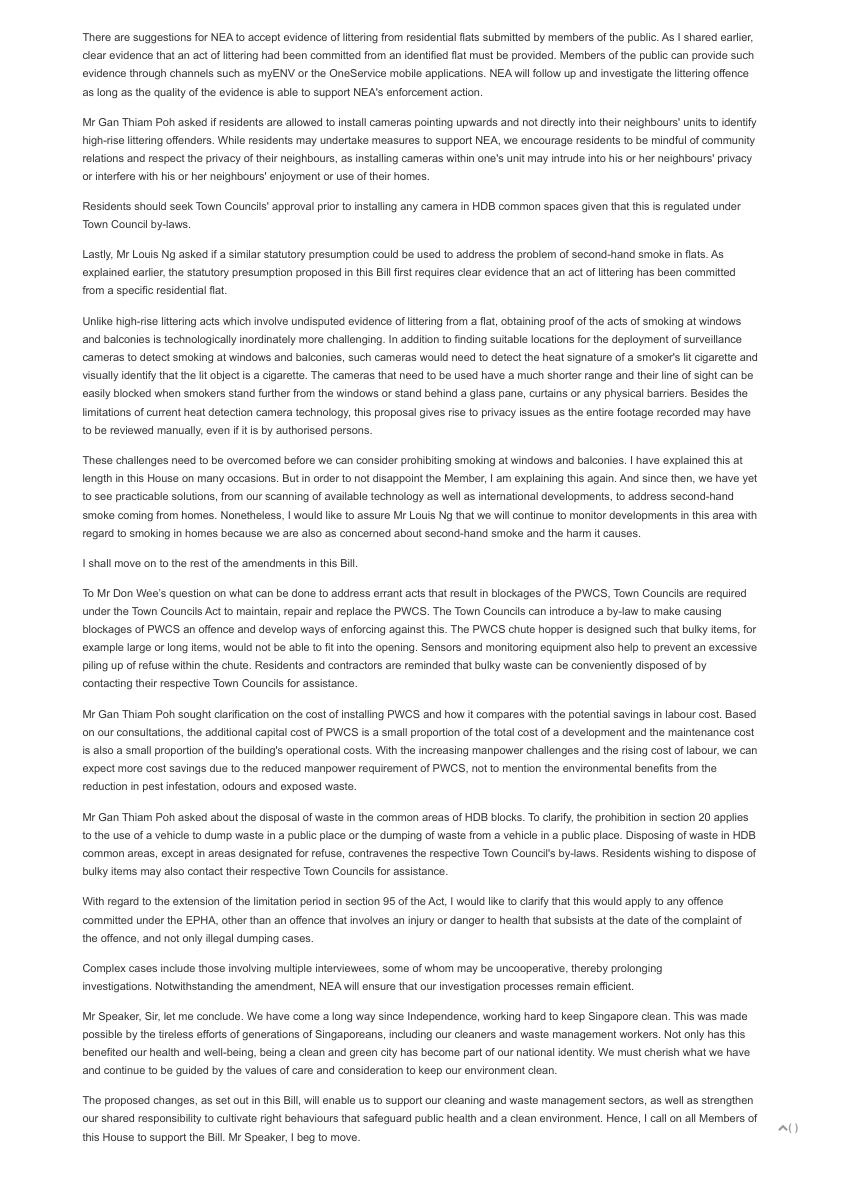 There are suggestions for NEA to accept evidence of littering from residential flats submitted by members of the public. As I shared earlier,
clear evidence that an act of littering had been committed from an identified flat must be provided. Members of the public can provide such
evidence through channels such as myENV or the OneService mobile applications. NEA will follow up and investigate the littering offence
as long as the quality of the evidence is able to support NEA's enforcement action.
Mr Gan Thiam Poh asked if residents are allowed to install cameras pointing upwards and not directly into their neighbours' units to identify
high-rise littering offenders. While residents may undertake measures to support NEA, we encourage residents to be mindful of community
relations and respect the privacy of their neighbours, as installing cameras within one's unit may intrude into his or her neighbours' privacy
or interfere with his or her neighbours' enjoyment or use of their homes.
Residents should seek Town Councils' approval prior to installing any camera in HDB common spaces given that this is regulated under
Town Council by-laws.
Lastly, Mr Louis Ng asked if a similar statutory presumption could be used to address the problem of second-hand smoke in flats. As
explained earlier, the statutory presumption proposed in this Bill first requires clear evidence that an act of littering has been committed
from a specific residential flat.
Unlike high-rise littering acts which involve undisputed evidence of littering from a flat, obtaining proof of the acts of smoking at windows
and balconies is technologically inordinately more challenging. In addition to finding suitable locations for the deployment of surveillance
cameras to detect smoking at windows and balconies, such cameras would need to detect the heat signature of a smoker's lit cigarette and
visually identify that the lit object is a cigarette. The cameras that need to be used have a much shorter range and their line of sight can be
easily blocked when smokers stand further from the windows or stand behind a glass pane, curtains or any physical barriers. Besides the
limitations of current heat detection camera technology, this proposal gives rise to privacy issues as the entire footage recorded may have
to be reviewed manually, even if it is by authorised persons.
These challenges need to be overcomed before we can consider prohibiting smoking at windows and balconies. I have explained this at
length in this House on many occasions. But in order to not disappoint the Member, I am explaining this again. And since then, we have yet
to see practicable solutions, from our scanning of available technology as well as international developments, to address second-hand
smoke coming from homes. Nonetheless, I would like to assure Mr Louis Ng that we will continue to monitor developments in this area with
regard to smoking in homes because we are also as concerned about second-hand smoke and the harm it causes.
I shall move on to the rest of the amendments in this Bill.
To Mr Don Wee's question on what can be done to address errant acts that result in blockages of the PWCS, Town Councils are required
under the Town Councils Act to maintain, repair and replace the PWCS. The Town Councils can introduce a by-law to make causing
blockages of PWCS an offence and develop ways of enforcing against this. The PWCS chute hopper is designed such that bulky items, for
example large or long items, would not be able to fit into the opening. Sensors and monitoring equipment also help to prevent an excessive
piling up of refuse within the chute. Residents and contractors are reminded that bulky waste can be conveniently disposed of by
contacting their respective Town Councils for assistance.
Mr Gan Thiam Poh sought clarification on the cost of installing PWCS and how it compares with the potential savings in labour cost. Based
on our consultations, the additional capital cost of PWCS is a small proportion of the total cost of a development and the maintenance cost
is also a small proportion of the building's operational costs. With the increasing manpower challenges and the rising cost of labour, we can
expect more cost savings due to the reduced manpower requirement of PWCS, not to mention the environmental benefits from the
reduction in pest infestation, odours and exposed waste.
Mr Gan Thiam Poh asked about the disposal of waste in the common areas of HDB blocks. To clarify, the prohibition in section 20 applies
to the use of a vehicle to dump waste in a public place or the dumping of waste from a vehicle in a public place. Disposing of waste in HDB
common areas, except in areas designated for refuse, contravenes the respective Town Council's by-laws. Residents wishing to dispose of
bulky items may also contact their respective Town Councils for assistance.
With regard to the extension of the limitation period in section 95 of the Act, I would like to clarify that this would apply to any offence
committed under the EPHA, other than an offence that involves an injury or danger to health that subsists at the date of the complaint of
the offence, and not only illegal dumping cases.
Complex cases include those involving multiple interviewees, some of whom may be uncooperative, thereby prolonging
investigations. Notwithstanding the amendment, NEA will ensure that our investigation processes remain efficient.
Mr Speaker, Sir, let me conclude. We have come a long way since Independence, working hard to keep Singapore clean. This was made
possible by the tireless efforts of generations of Singaporeans, including our cleaners and waste management workers. Not only has this
benefited our health and well-being, being a clean and green city has become part of our national identity. We must cherish what we have
and continue to be guided by the values of care and consideration to keep our environment clean.
The proposed changes, as set out in this Bill, will enable us to support our cleaning and waste management sectors, as well as strengthen
our shared responsibility to cultivate right behaviours that safeguard public health and a clean environment. Hence, I call on all Members of
this House to support the Bill. Mr Speaker, I beg to move.
( )